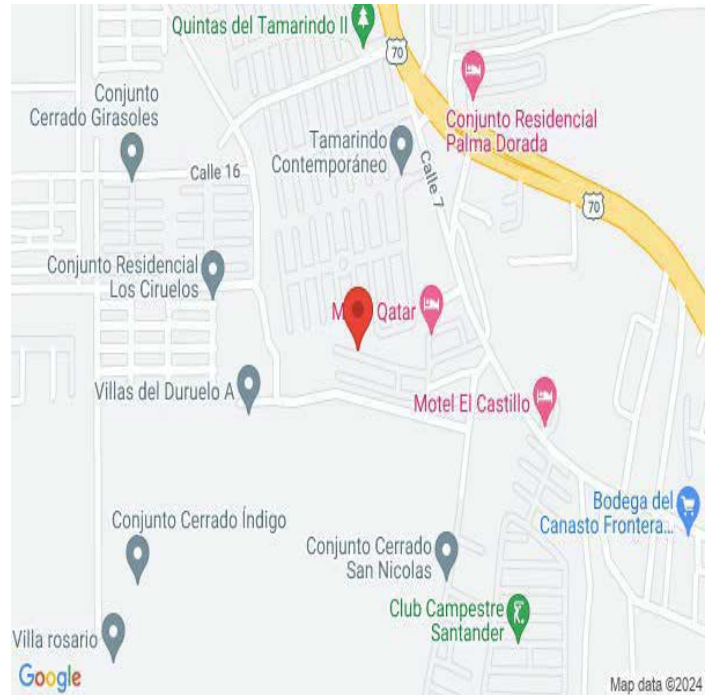 Quintas del Tamarindo II
70
Conjunto
Cerrado Girasoles
Conjunto Residencial
Palma Dorada
Tamarindo
Contemporáneo
Calle 16
Calle 7
70
Conjunto Residencial
Los Ciruelos
Qatar
Villas del Duruelo A
Motel El Castillo
Bodega del
Canasto Frontera...
Conjunto Cerrado Índigo
Conjunto Cerrado
San Nicolas
Club Campestre
Santander
Villa rosario
Google
Map data ©2024